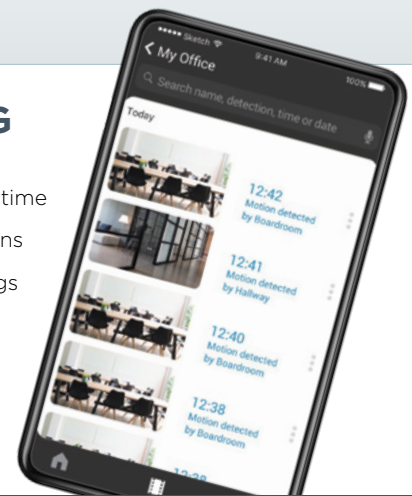 G
time
ns
gs
Sketch
9:41 AM
100%
My Office
Search name, detection, time or date
Today
12:42
Motion detected
by Boardroom
12:41
Motion detected
by Hallway
12:40
Motion detected
by Boardroom
12:38
Motion detected
by Boardroom